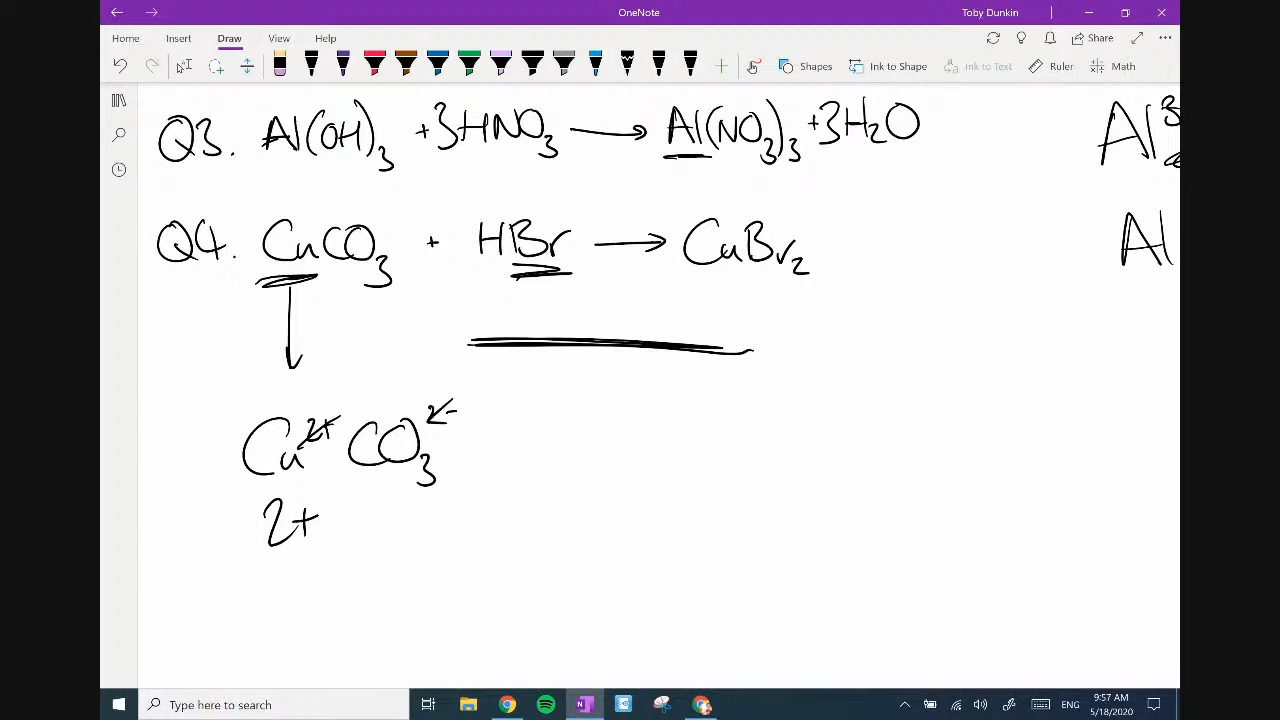 OneNote
Toby Dunkin
Home Insert Draw View Help
Share
Shapes Ink to Shape Ink to Text Ruler Math
Q3. Al(OH)₃ +3HNO₃ → Al(NO₃)₃ +3H₂O
Al³
Q4. CuCO₃ + HBr → CuBr₂
Al
Cu²⁺ CO₃²⁻
2+
Type here to search
ENG
9:57 AM
5/18/2020